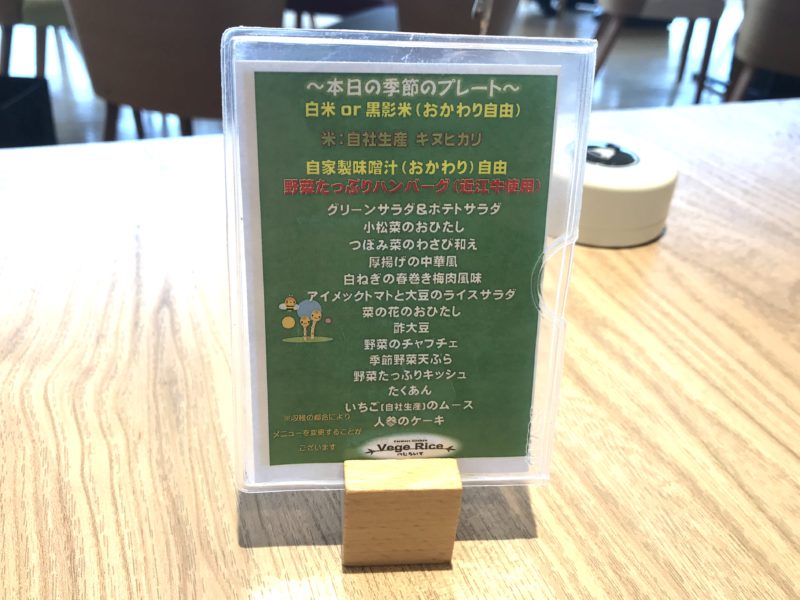 ～本日の季節のプレート～
白米 or 黒影米（おかわり自由）
米：自社生産 キヌヒカリ
自家製味噌汁（おかわり）自由
野菜たっぷりハンバーグ（近江牛使用）
グリーンサラダ＆ポテトサラダ
小松菜のおひたし
つぼみ菜のわさび和え
厚揚げの中華風
白ねぎの春巻き梅肉風味
アイメックトマトと大豆のライスサラダ
菜の花のおひたし
酢大豆
野菜のチャプチェ
季節野菜天ぷら
野菜たっぷりキッシュ
たくあん
いちご【自社生産】のムース
人参のケーキ
※収穫の都合により
メニューを変更することが
ございます
Farmers Kitchen
Vege Rice
べじらいす